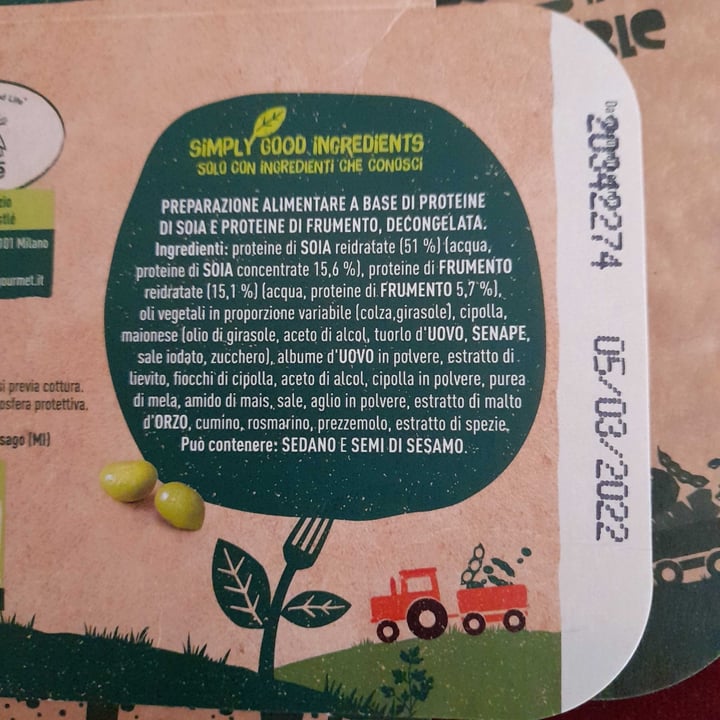 SIMPLY GOOD INGREDIENTS
SOLO CON INGREDIENTI CHE CONOSCI
PREPARAZIONE ALIMENTARE A BASE DI PROTEINE
DI SOIA E PROTEINE DI FRUMENTO, DECONGELATA.
Ingredienti: proteine di SOIA reidratate (51 %) (acqua,
proteine di SOIA concentrate 15,6 %), proteine di FRUMENTO
reidratate (15,1 %) (acqua, proteine di FRUMENTO 5,7 %),
oli vegetali in proporzione variabile (colza,girasole), cipolla,
maionese (olio di girasole, aceto di alcol, tuorlo d'UOVO, SENAPE,
sale iodato, zucchero), albume d'UOVO in polvere, estratto di
lievito, fiocchi di cipolla, aceto di alcol, cipolla in polvere, purea
di mela, amido di mais, sale, aglio in polvere, estratto di malto
d'ORZO, cumino, rosmarino, prezzemolo, estratto di spezie.
Può contenere: SEDANO E SEMI DI SESAMO.
101 Milano
ourmet.it
si previa cottura.
osfera protettiva.
sago (MI)
20342274
05/03/2022